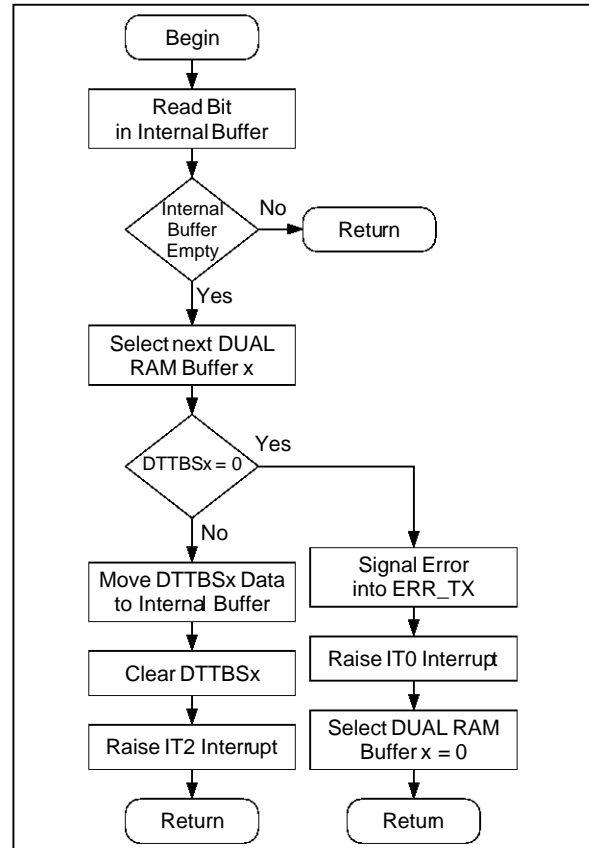 Begin
Read Bit
in Internal Buffer
Internal
Buffer
Empty
No
Return
Yes
Select next DUAL
RAM Buffer x
DTTBSx = 0
Yes
No
Move DTTBSx Data
to Internal Buffer
Signal Error
into ERR_TX
Clear DTTBSx
Raise IT0 Interrupt
Raise IT2 Interrupt
Select DUAL RAM
Buffer x = 0
Return
Return